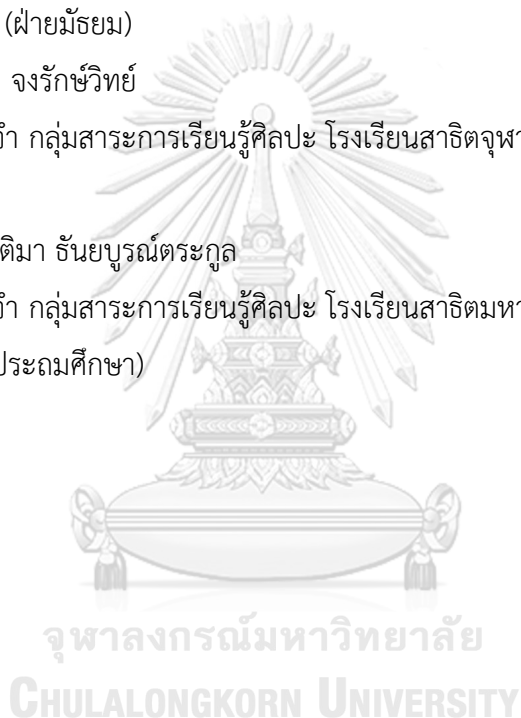 (ฝ่ายมัธยม)
จงรักษ์วิทย์
จำ กลุ่มสาระการเรียนรู้ศิลปะ โรงเรียนสาธิตจุฬา
ติมา ธันยบูรณ์ตระกูล
จำ กลุ่มสาระการเรียนรู้ศิลปะ โรงเรียนสาธิตมหา
ประถมศึกษา)
จุฬาลงกรณ์มหาวิทยาลัย
CHULALONGKORN UNIVERSITY